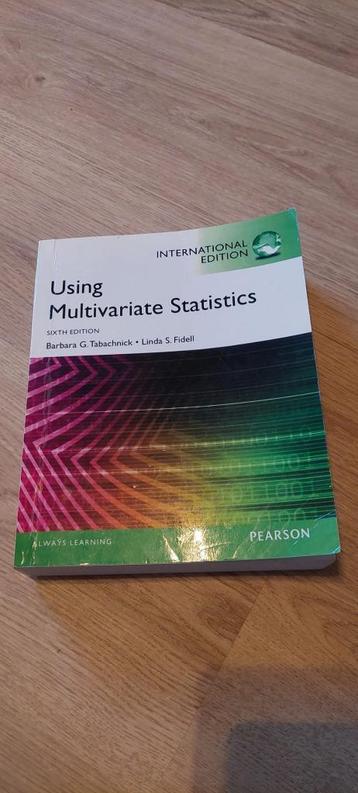 INTERNATIONAL
EDITION
Using
Multivariate Statistics
SIXTH EDITION
Barbara G. Tabachnick • Linda S. Fidell
ALWAYS LEARNING
PEARSON